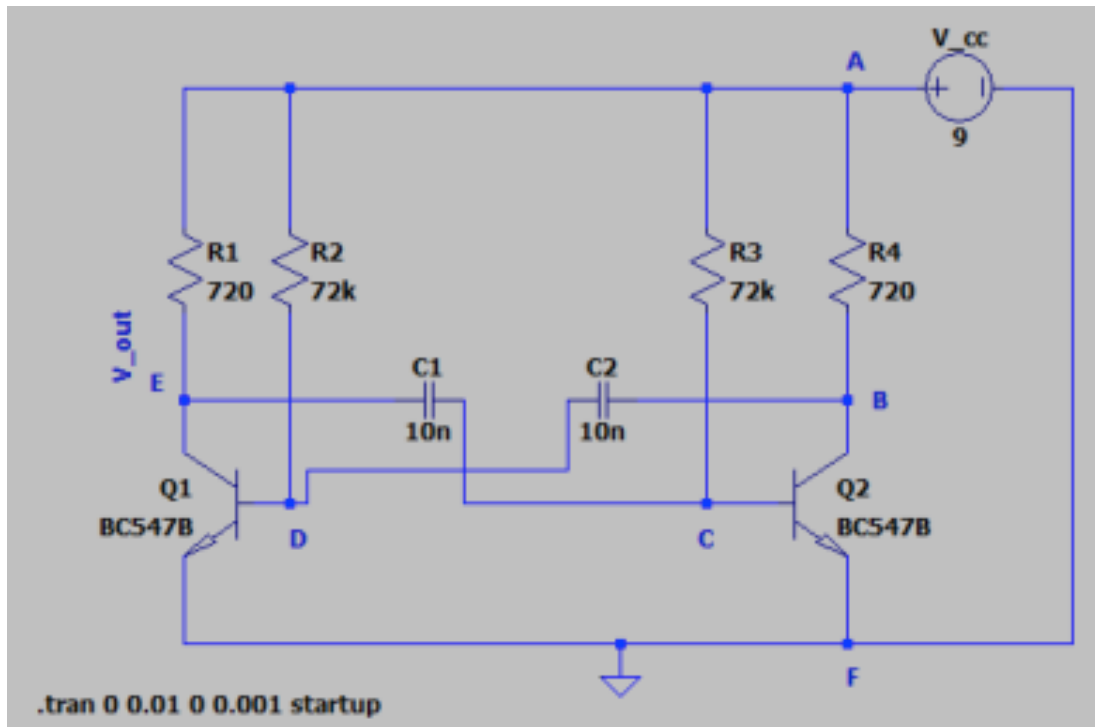 V_cc
A
9
R1
720
R2
72k
R3
72k
R4
720
V_out
E
C1
10n
C2
10n
B
Q1
BC547B
D
C
Q2
BC547B
F
.tran 0 0.01 0 0.001 startup